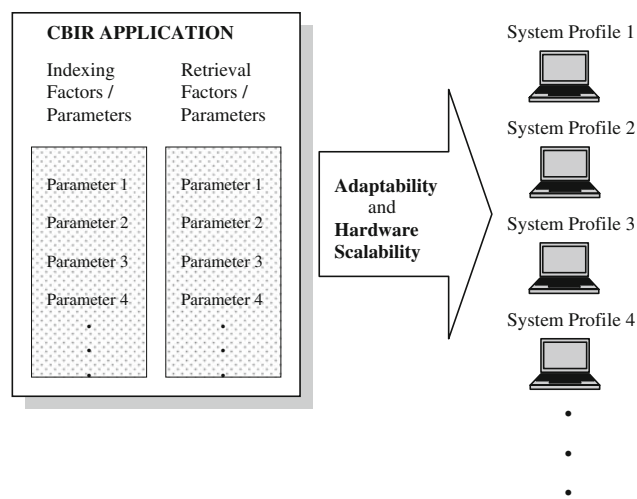 CBIR APPLICATION
Indexing
Factors /
Parameters
Retrieval
Factors /
Parameters
Parameter 1
Parameter 2
Parameter 3
Parameter 4
Parameter 1
Parameter 2
Parameter 3
Parameter 4
Adaptability
and
Hardware
Scalability
System Profile 1
System Profile 2
System Profile 3
System Profile 4